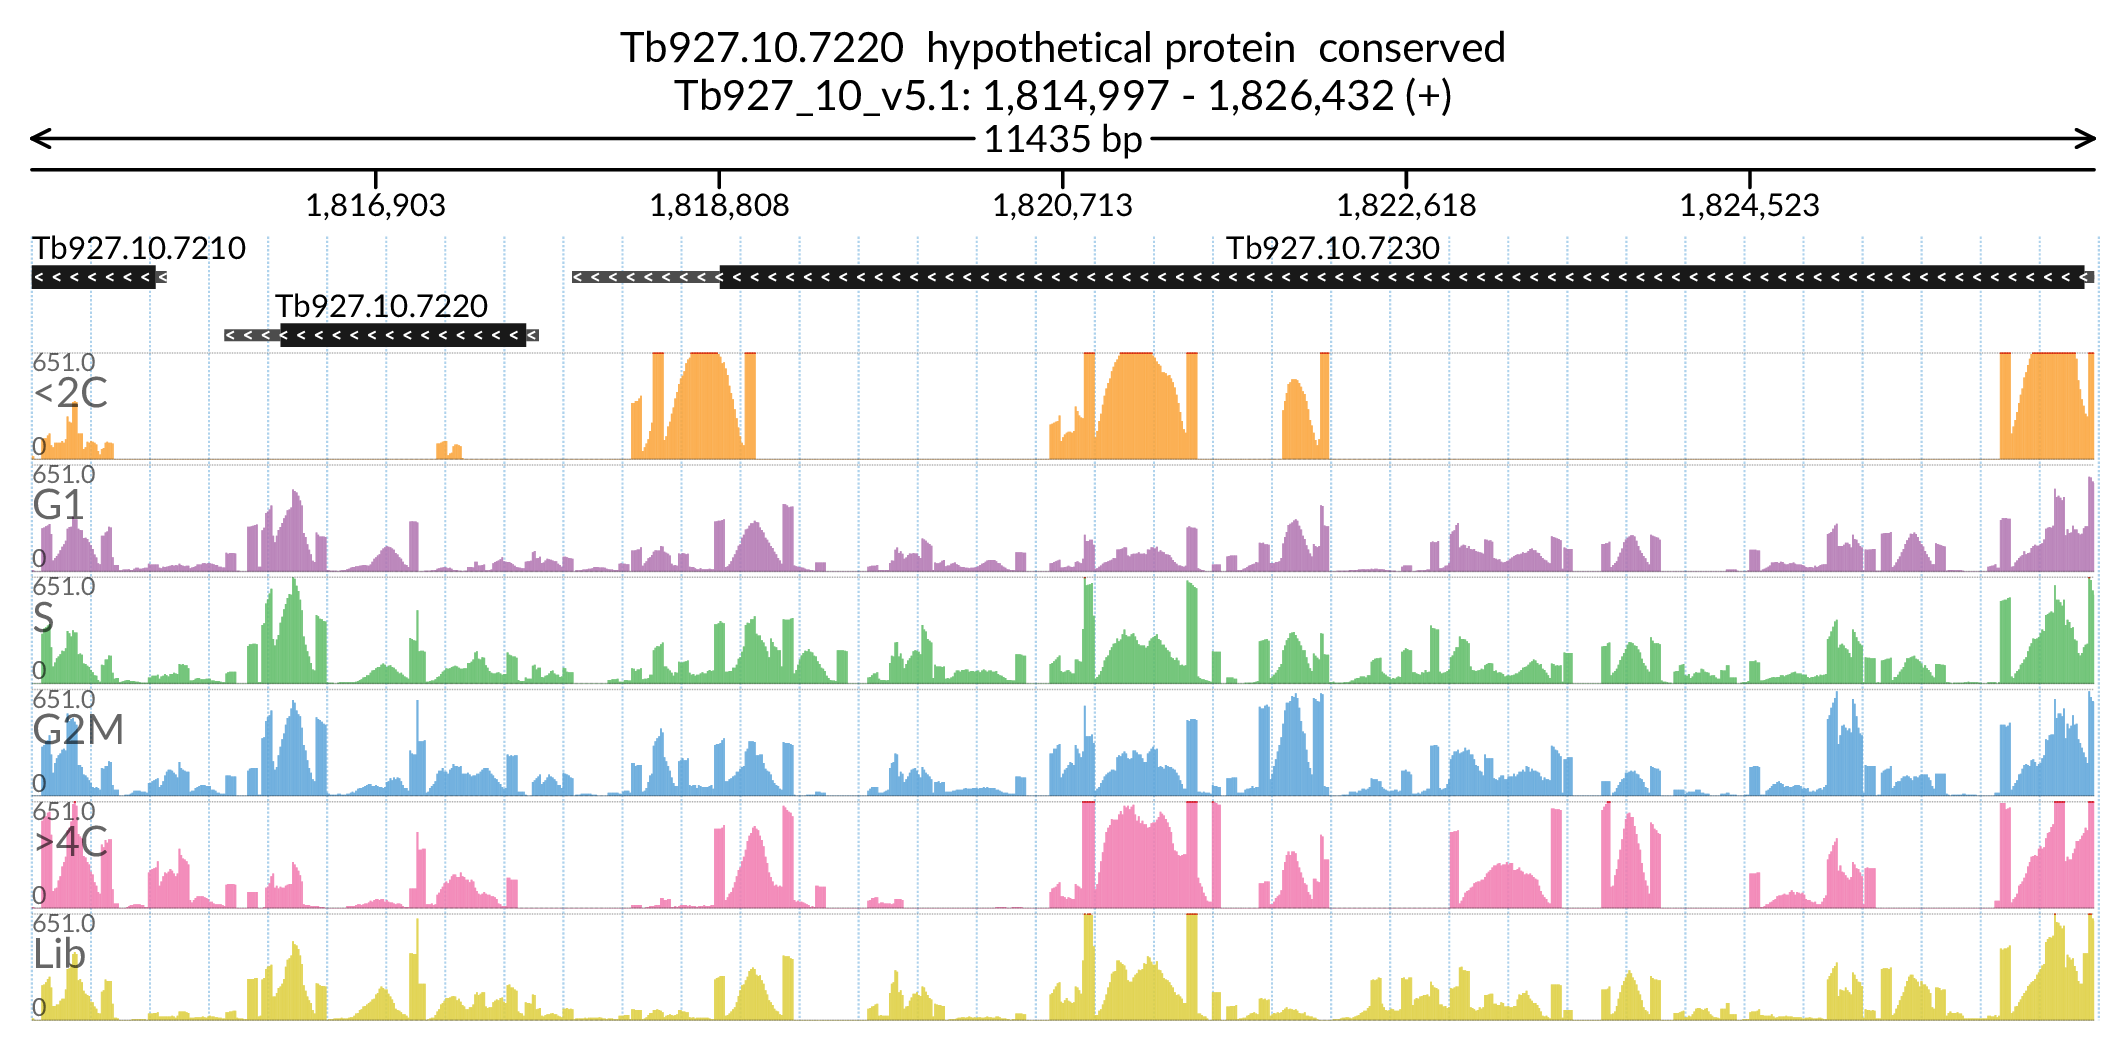 Tb927.10.7220 hypothetical protein conserved
Tb927_10_v5.1: 1,814,997 - 1,826,432 (+)
11435 bp
1,816,903 1,818,808 1,820,713 1,822,618 1,824,523
Tb927.10.7210 Tb927.10.7230
Tb927.10.7220
651.0
<2C
0
651.0
G1
0
651.0
S
0
651.0
G2M
0
651.0
>4C
0
651.0
Lib
0